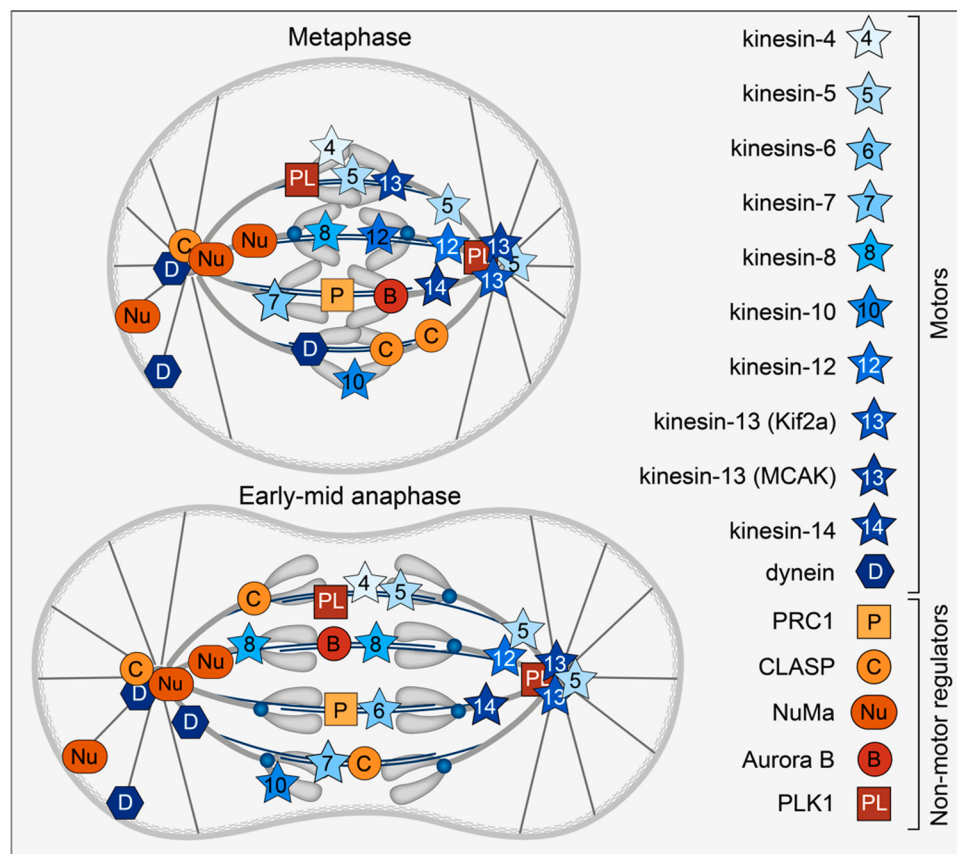 Metaphase
4
PL
5
13
5
8
12
12
Nu
C
Nu
D
PL
13
5
13
7
P
B
14
Nu
D
C
C
D
10
Early-mid anaphase
C
PL
4
5
5
8
B
8
12
13
Nu
C
Nu
D
PL
5
13
P
6
14
D
Nu
7
C
10
D
kinesin-4 4
kinesin-5 5
kinesins-6 6
kinesin-7 7
kinesin-8 8
kinesin-10 10
kinesin-12 12
kinesin-13 (Kif2a) 13
kinesin-13 (MCAK) 13
kinesin-14 14
dynein D
Motors
PRC1 P
CLASP C
NuMa Nu
Aurora B B
PLK1 PL
Non-motor regulators